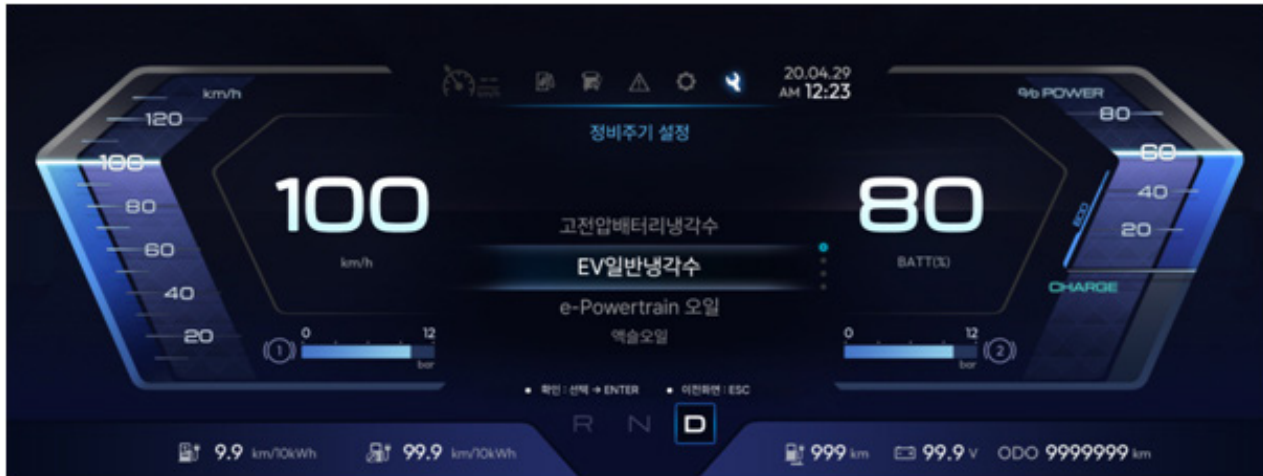 20.04.29
AM 12:23
km/h
120
100
80
60
40
20
100
km/h
정비주기 설정
고전압배터리냉각수
EV일반냉각수
e-Powertrain 오일
액슬오일
80
BATT(%)
% POWER
80
60
40
20
ECO
CHARGE
1
0 12
bar
0 12
bar
2
• 확인 : 선택 → ENTER • 이전화면 : ESC
R N D
9.9 km/10kWh 99.9 km/10kWh 999 km 99.9 V ODO 9999999 km